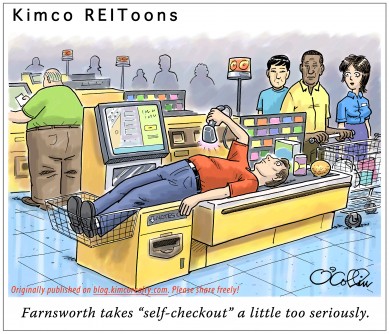 Kimco REIToons
Originally published on blog.kimcorealty.com. Please share freely!
Farnsworth takes “self-checkout” a little too seriously.